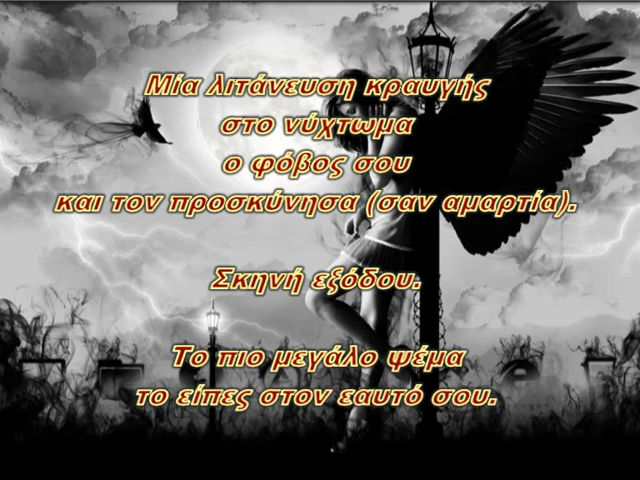 Μία λιτάνευση κραυγής
στο νύχτωμα
ο φόβος σου
και τον προσκύνησα (σαν αμαρτία).
Σκηνή εξόδου.
Το πιο μεγάλο ψέμα
το είπες στον εαυτό σου.